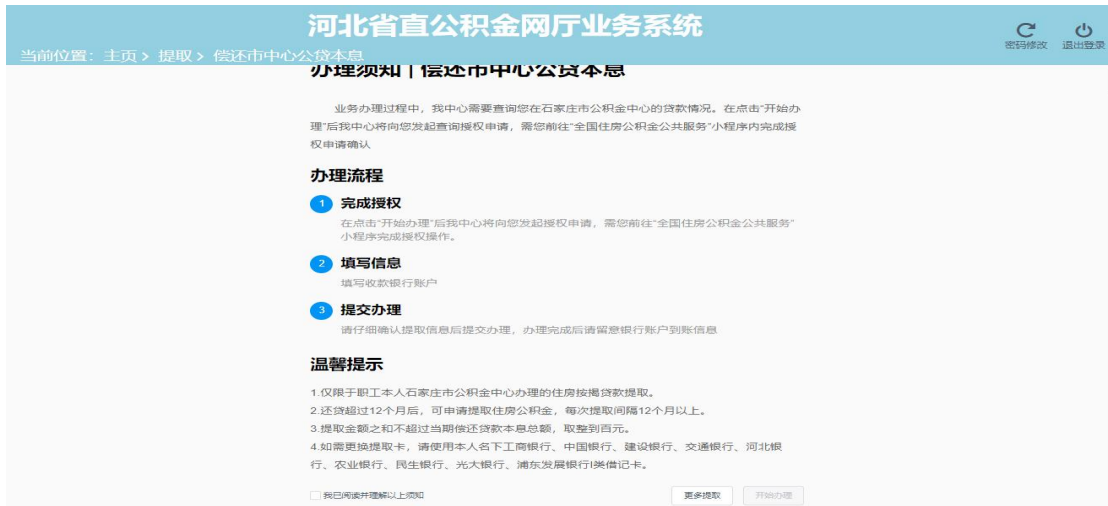 河北省直公积金网厅业务系统
密码修改
退出登录
当前位置：主页 > 提取 > 偿还市中心公贷本息
办理须知 | 偿还市中心公贷本息
业务办理过程中，我中心需要查询您在石家庄市公积金中心的贷款情况。在点击“开始办
理”后我中心将向您发起查询授权申请，需您前往“全国住房公积金公共服务”小程序内完成授
权申请确认
办理流程
1 完成授权
在点击“开始办理”后我中心将向您发起授权申请，需您前往“全国住房公积金公共服务”
小程序完成授权操作。
2 填写信息
填写收款银行账户
3 提交办理
请仔细确认提取信息后提交办理，办理完成后请留意银行账户到账信息
温馨提示
1.仅限于职工本人石家庄市公积金中心办理的住房按揭贷款提取。
2.还贷超过12个月后，可申请提取住房公积金，每次提取间隔12个月以上。
3.提取金额之和不超过当期偿还贷款本息总额，取整到百元。
4.如需更换提取卡，请使用本人名下工商银行、中国银行、建设银行、交通银行、河北银
行、农业银行、民生银行、光大银行、浦东发展银行I类借记卡。
我已阅读并理解以上须知
更多提取
开始办理